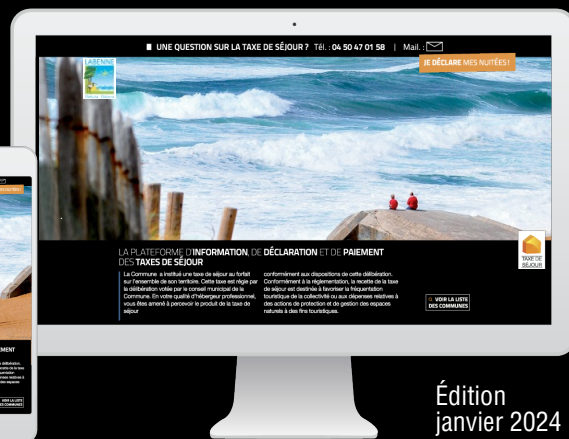 ■ UNE QUESTION SUR LA TAXE DE SÉJOUR ? Tél. : 04 50 47 01 58 | Mail. :
LABENNE
JE DÉCLARE MES NUITÉES !
LA PLATEFORME D'INFORMATION, DE DÉCLARATION ET DE PAIEMENT
DES TAXES DE SÉJOUR
La Commune a institué une taxe de séjour au forfait
sur l'ensemble de son territoire. Cette taxe est régie par
la délibération votée par le conseil municipal de la
Commune. En votre qualité d'hébergeur professionnel,
vous êtes amené à percevoir le produit de la taxe de
séjour
conformément aux dispositions de cette délibération.
Conformément à la réglementation, la recette de la taxe
de séjour est destinée à favoriser la fréquentation
touristique de la collectivité ou aux dépenses relatives à
des actions de protection et de gestion des espaces
naturels à des fins touristiques.
TAXE DE
SÉJOUR
VOIR LA LISTE
DES COMMUNES
VOIR LA LISTE
DES COMMUNES
Édition
janvier 2024